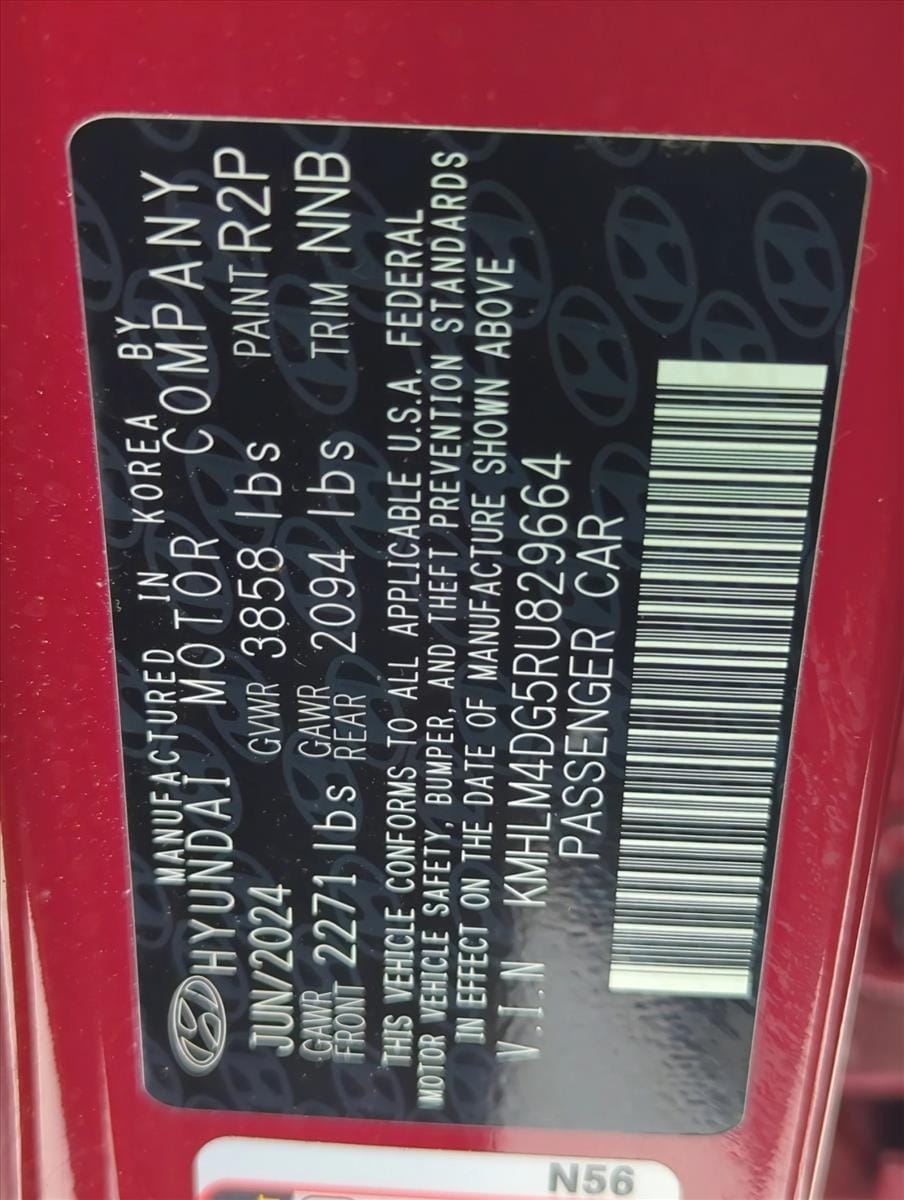 MANUFACTURED IN KOREA BY
HYUNDAI MOTOR COMPANY
JUN/2024 GVWR 3858 lbs PAINT R2P
GAWR FRONT 2271 lbs GAWR REAR 2094 lbs TRIM NNB
THIS VEHICLE CONFORMS TO ALL APPLICABLE U.S.A. FEDERAL
MOTOR VEHICLE SAFETY, BUMPER, AND THEFT PREVENTION STANDARDS
IN EFFECT ON THE DATE OF MANUFACTURE SHOWN ABOVE
V.I.N KMHLM4DG5RU829664
PASSENGER CAR
N56